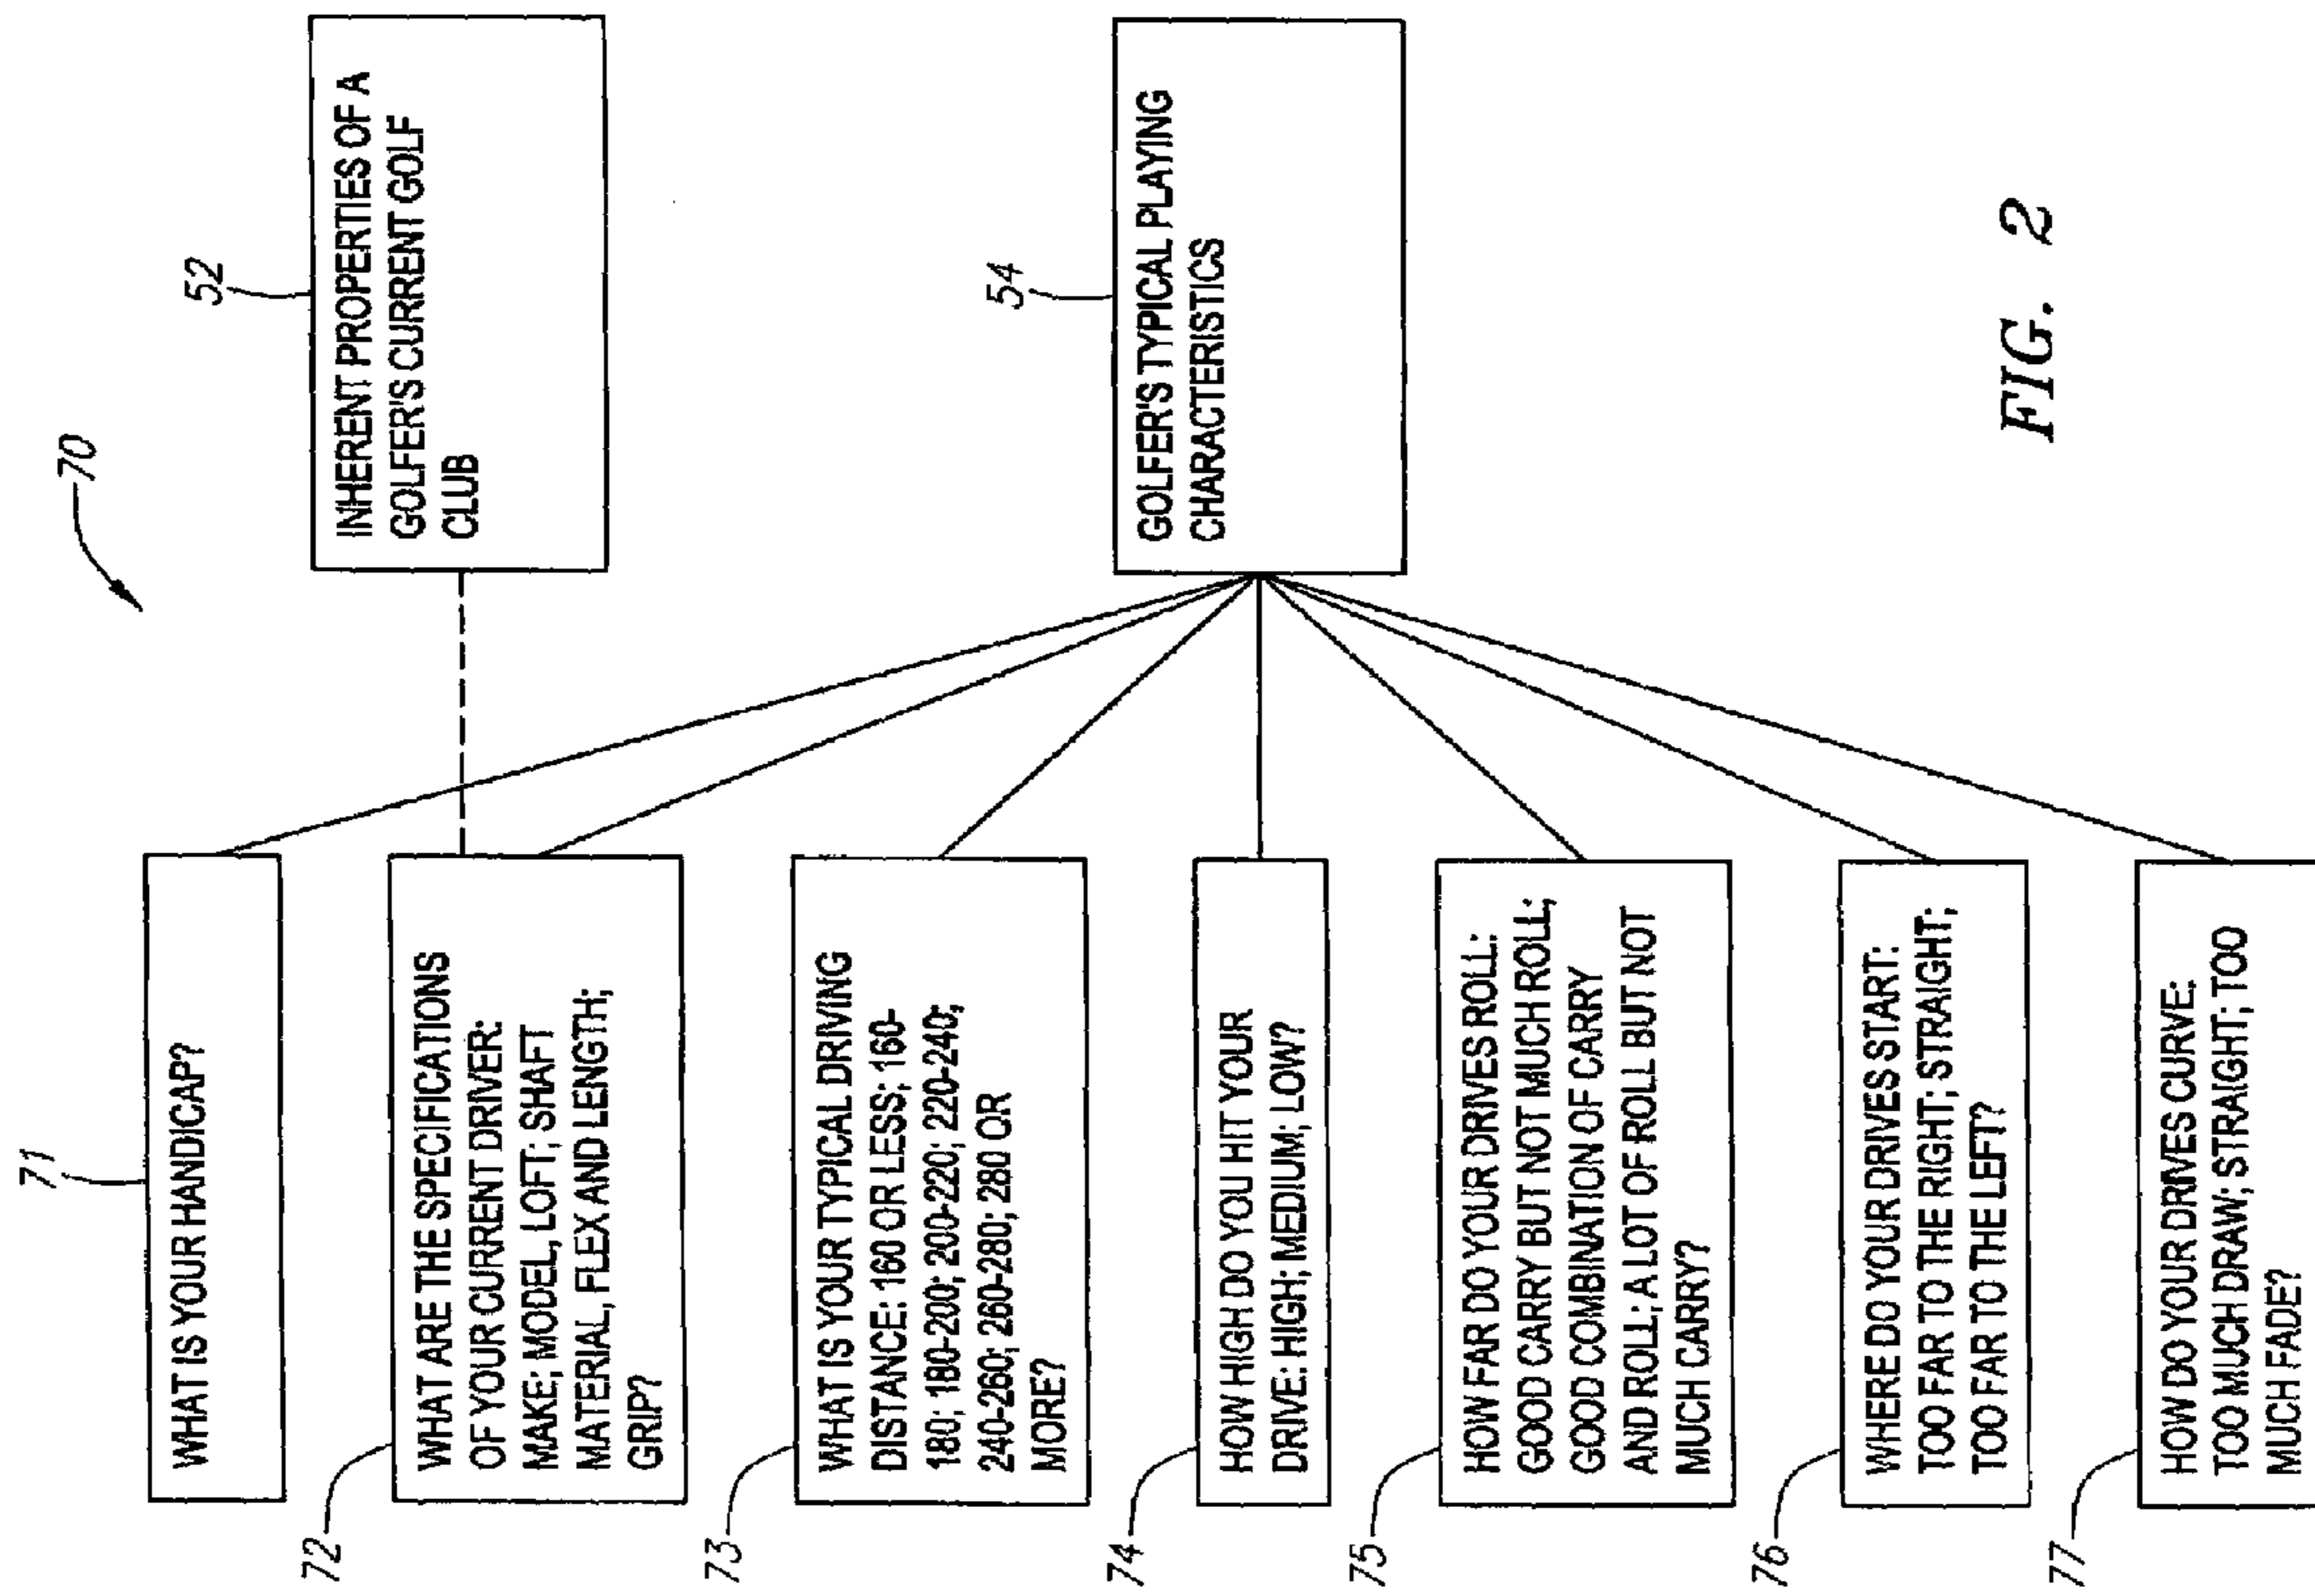 70
71
WHAT IS YOUR HANDICAP?
72
WHAT ARE THE SPECIFICATIONS
OF YOUR CURRENT DRIVER:
MAKE; MODEL, LOFT; SHAFT
MATERIAL, FLEX AND LENGTH;
GRIP?
73
WHAT IS YOUR TYPICAL DRIVING
DISTANCE: 160 OR LESS; 160-
180; 180-200; 200-220; 220-240;
240-260; 260-280; 280 OR
MORE?
74
HOW HIGH DO YOU HIT YOUR
DRIVE: HIGH; MEDIUM; LOW?
75
HOW FAR DO YOUR DRIVES ROLL:
GOOD CARRY BUT NOT MUCH ROLL;
GOOD COMBINATION OF CARRY
AND ROLL; A LOT OF ROLL BUT NOT
MUCH CARRY?
76
WHERE DO YOUR DRIVES START:
TOO FAR TO THE RIGHT; STRAIGHT;
TOO FAR TO THE LEFT?
77
HOW DO YOUR DRIVES CURVE:
TOO MUCH DRAW; STRAIGHT; TOO
MUCH FADE?
52
INHERENT PROPERTIES OF A
GOLFER'S CURRENT GOLF
CLUB
54
GOLFER'S TYPICAL PLAYING
CHARACTERISTICS
FIG. 2